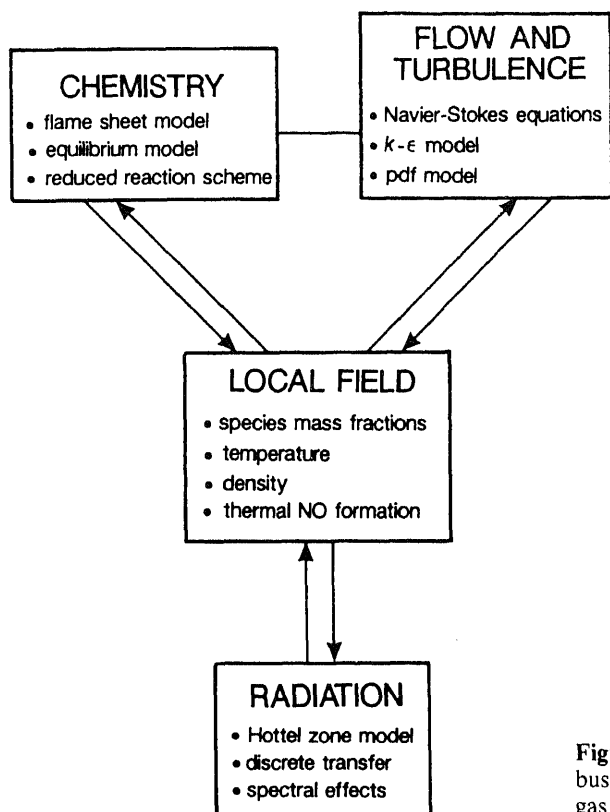 CHEMISTRY
• flame sheet model
• equilibrium model
• reduced reaction scheme
FLOW AND
TURBULENCE
• Navier-Stokes equations
• k-ϵ model
• pdf model
LOCAL FIELD
• species mass fractions
• temperature
• density
• thermal NO formation
RADIATION
• Hottel zone model
• discrete transfer
• spectral effects
Fig
bus
gas